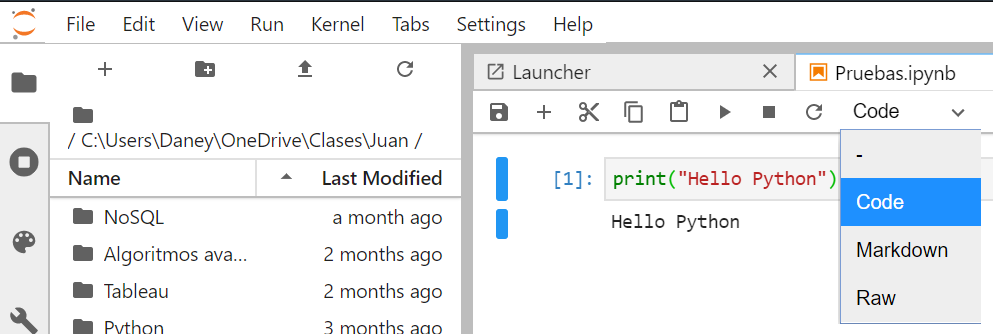 File Edit View Run Kernel Tabs Settings Help
Launcher
Pruebas.ipynb
Code
/ C:\Users\Daney\OneDrive\Clases\Juan /
Name Last Modified
NoSQL a month ago
Algoritmos ava... 2 months ago
Tableau 2 months ago
Python 3 months ago
[1]: print("Hello Python")
Hello Python
-
Code
Markdown
Raw